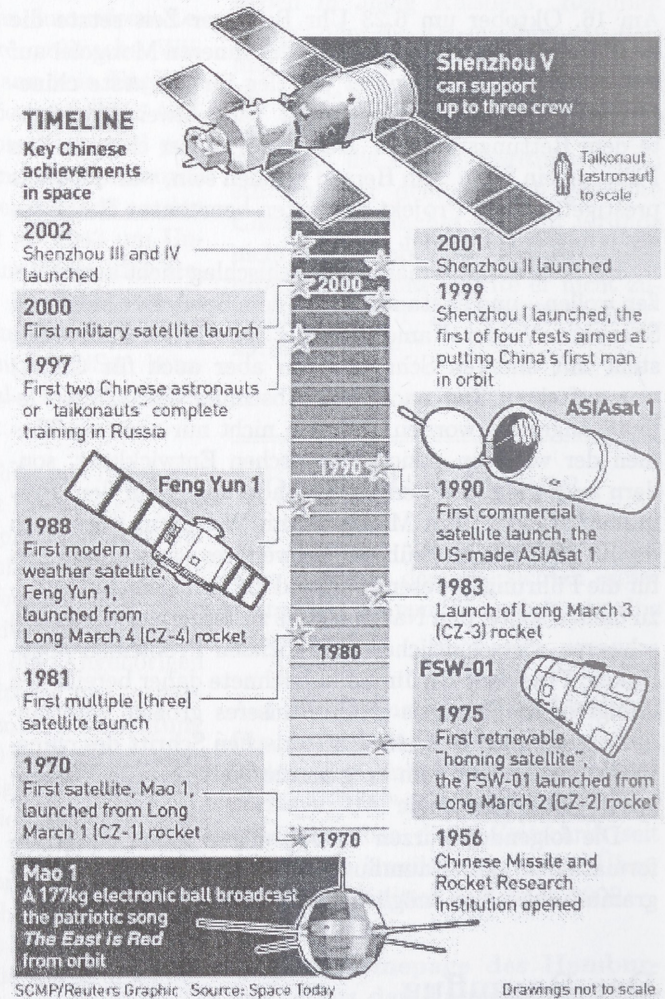 Shenzhou V
can support
up to three crew
TIMELINE
Key Chinese
achievements
in space
Taikonaut
(astronaut)
to scale
2002
Shenzhou III and IV
launched
2001
Shenzhou II launched
2000
First military satellite launch
2000
1999
Shenzhou I launched, the
first of four tests aimed at
putting China's first man
in orbit
1997
First two Chinese astronauts
or "taikonauts" complete
training in Russia
ASIAsat 1
1990
1990
First commercial
satellite launch, the
US-made ASIAsat 1
Feng Yun 1
1988
First modern
weather satellite,
Feng Yun 1,
launched from
Long March 4 (CZ-4) rocket
1983
Launch of Long March 3
(CZ-3) rocket
1980
1981
First multiple (three)
satellite launch
FSW-01
1975
First retrievable
"homing satellite",
the FSW-01 launched from
Long March 2 (CZ-2) rocket
1970
First satellite, Mao 1,
launched from Long
March 1 (CZ-1) rocket
1970
1956
Chinese Missile and
Rocket Research
Institution opened
Mao 1
A 177kg electronic ball broadcast
the patriotic song
The East is Red
from orbit
SCMP/Reuters Graphic Source: Space Today
Drawings not to scale